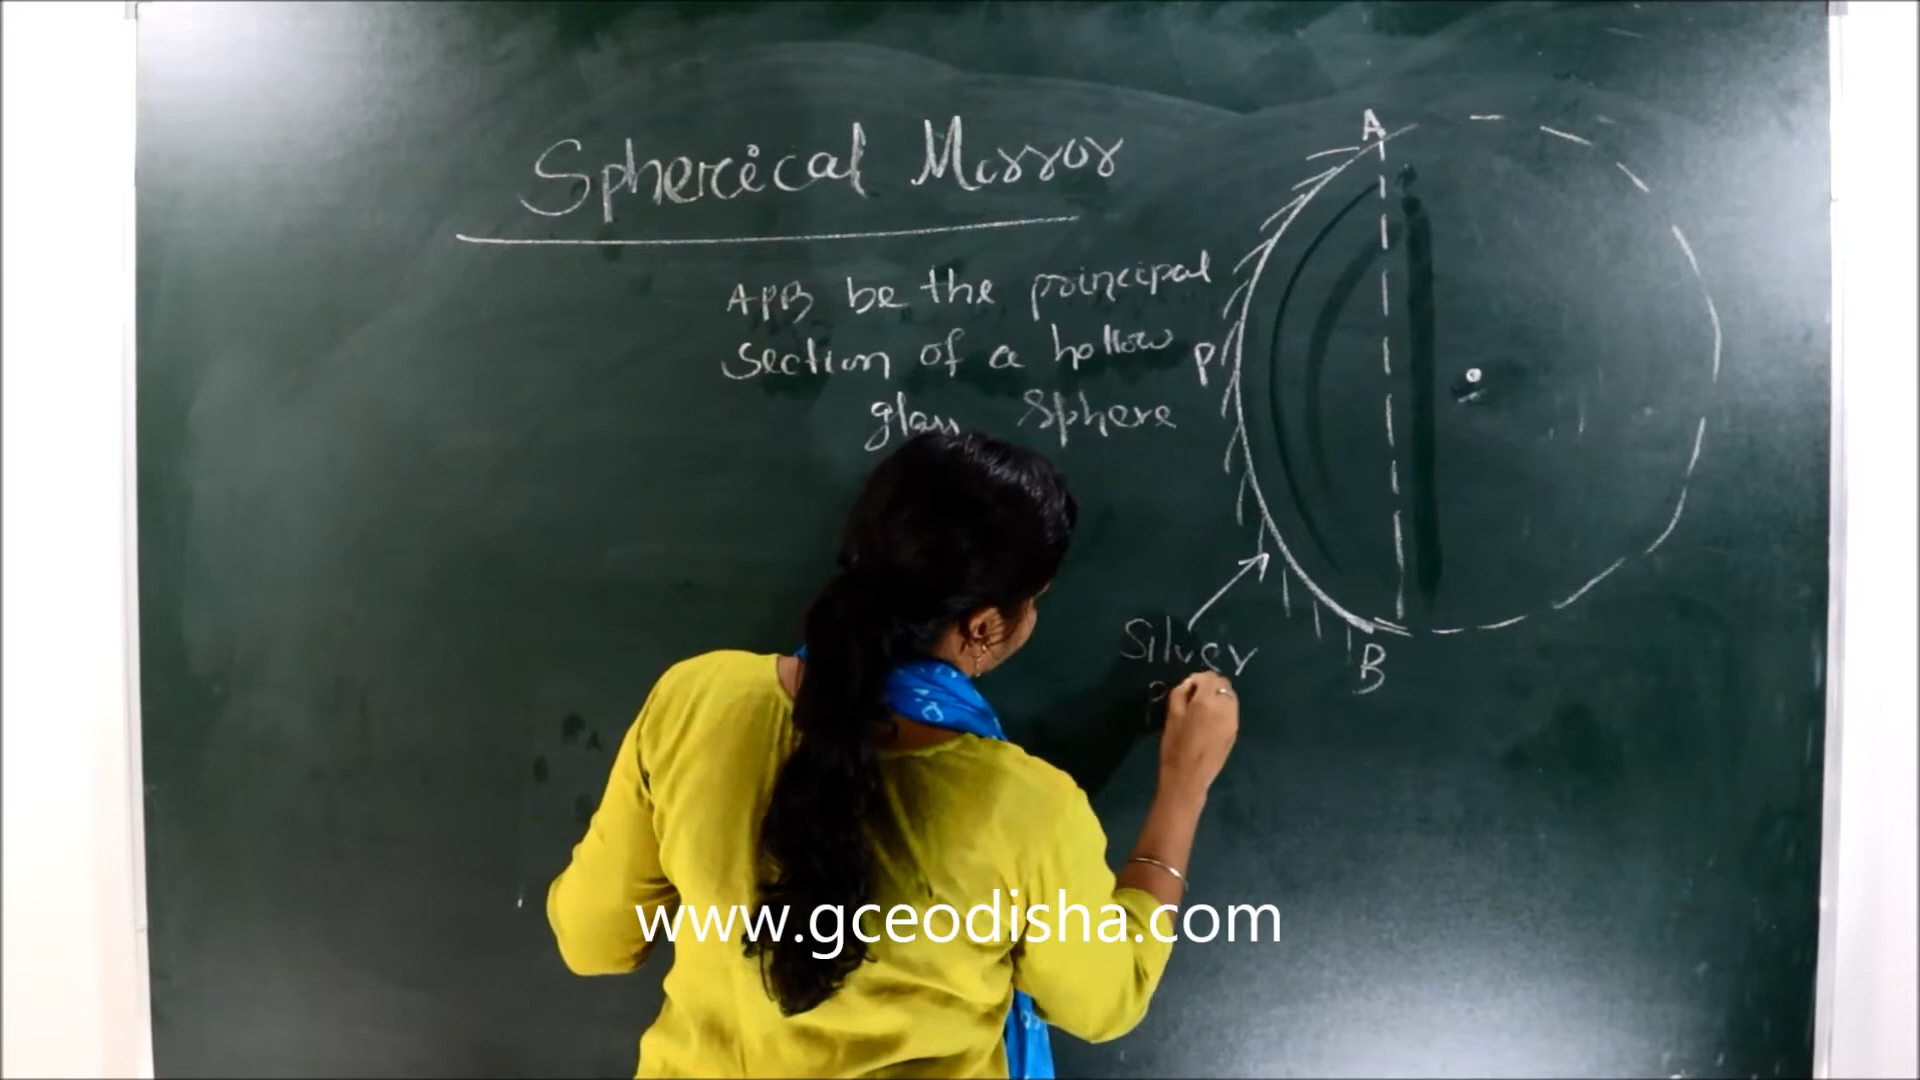 Spherical Mirror
A
APB be the principal
section of a hollow
P
glass sphere
Silver
B
www.gceodisha.com